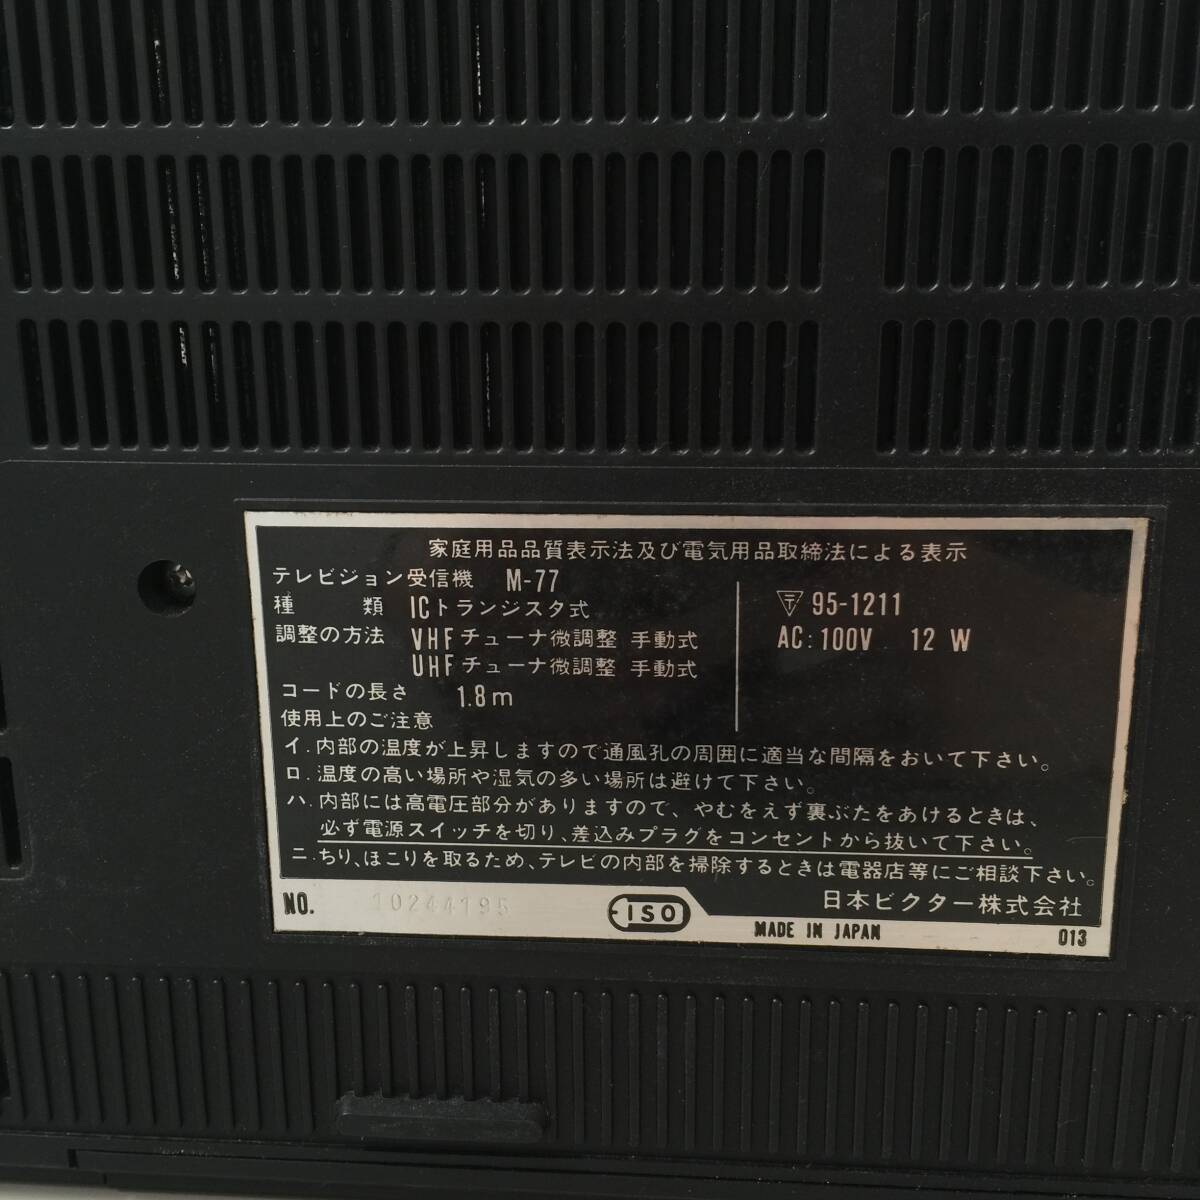 家庭用品品質表示法及び電気用品取締法による表示
テレビジョン受信機 M-77
種 類 ICトランジスタ式
調整の方法 VHFチューナ微調整 手動式
UHFチューナ微調整 手動式
コードの長さ 1.8m
〒 95-1211
AC: 100V 12 W
使用上のご注意
イ.内部の温度が上昇しますので通風孔の周囲に適当な間隔をおいて下さい。
ロ.温度の高い場所や湿気の多い場所は避けて下さい。
ハ.内部には高電圧部分がありますので、やむをえず裏ぶたをあけるときは、
必ず電源スイッチを切り、差込みプラグをコンセントから抜いて下さい。
ニ.ちり、ほこりを取るため、テレビの内部を掃除するときは電器店等にご相談下さい。
日本ビクター株式会社
NO. 10244195
ISO
MADE IN JAPAN
013